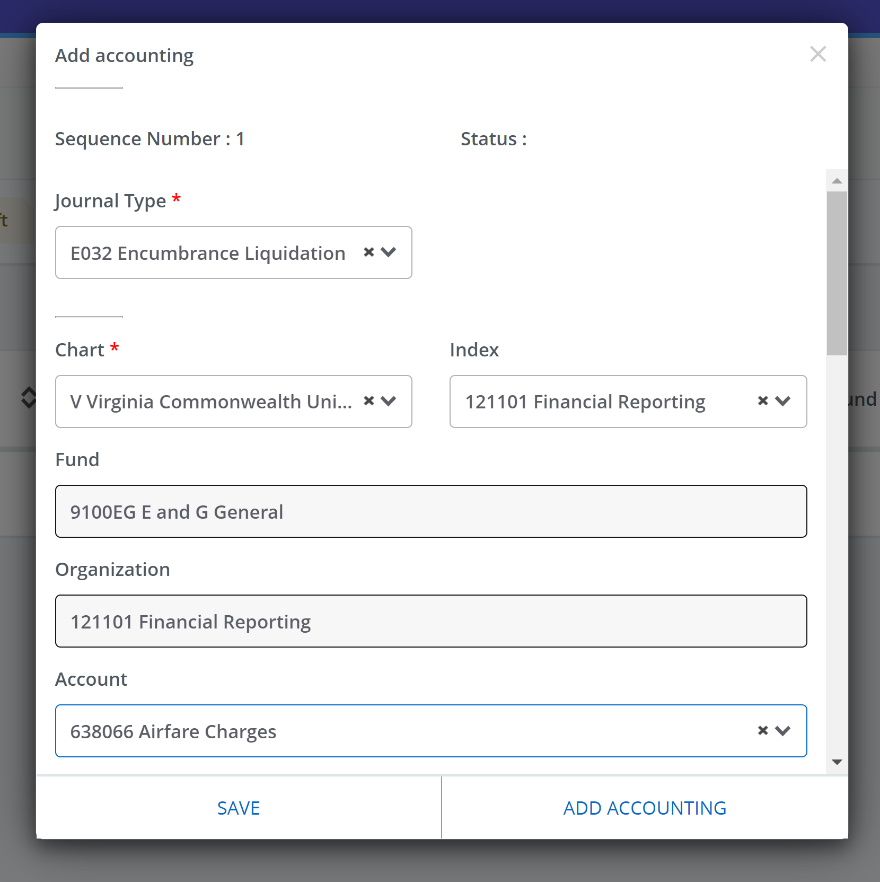 Add accounting
Sequence Number : 1
Status :
Journal Type *
E032 Encumbrance Liquidation
Chart *
Index
V Virginia Commonwealth Uni...
121101 Financial Reporting
Fund
9100EG E and G General
Organization
121101 Financial Reporting
Account
638066 Airfare Charges
SAVE
ADD ACCOUNTING